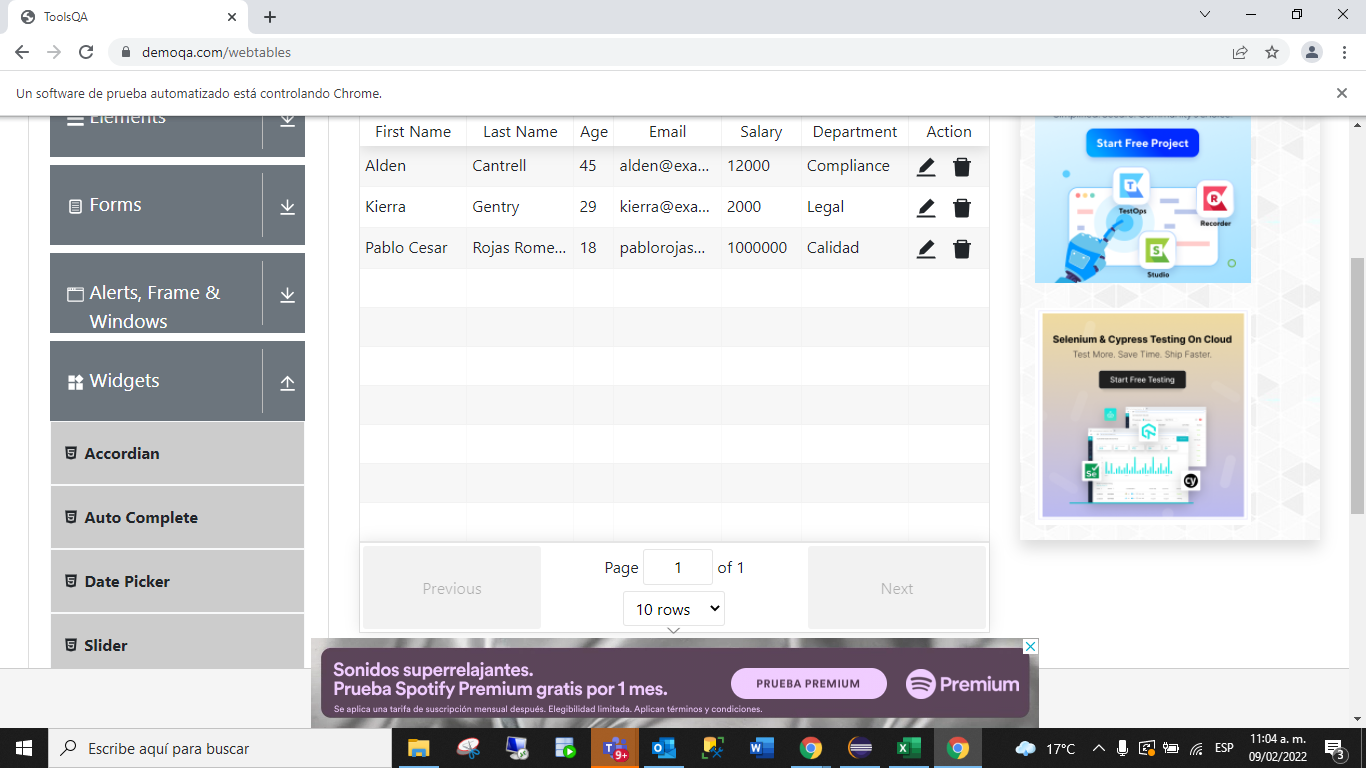 ToolsQA
demoqa.com/webtables
Un software de prueba automatizado está controlando Chrome.
Elements
Forms
Alerts, Frame &
Windows
Widgets
Accordian
Auto Complete
Date Picker
Slider
First Name Last Name Age Email Salary Department Action
Alden Cantrell 45 alden@exa... 12000 Compliance
Kierra Gentry 29 kierra@exa... 2000 Legal
Pablo Cesar Rojas Rome... 18 pablorojas... 1000000 Calidad
Previous
Page 1 of 1
10 rows
Next
Start Free Project
TestOps
Recorder
Studio
Selenium & Cypress Testing On Cloud
Test More. Save Time. Ship Faster.
Start Free Testing
Se
cy
Sonidos superrelajantes.
Prueba Spotify Premium gratis por 1 mes.
Se aplica una tarifa de suscripción mensual después. Elegibilidad limitada. Aplican términos y condiciones.
PRUEBA PREMIUM
Premium
Escribe aquí para buscar
9+
17°C
ESP
11:04 a. m.
09/02/2022
3